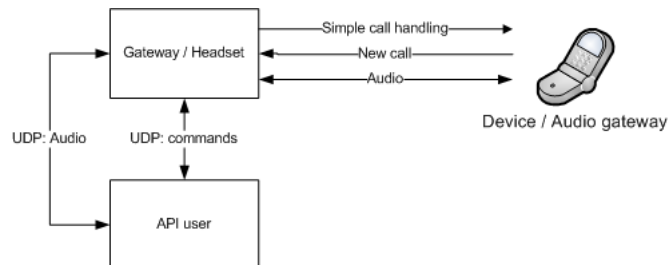 Simple call handling
Gateway / Headset
New call
Audio
Device / Audio gateway
UDP: Audio
UDP: commands
API user